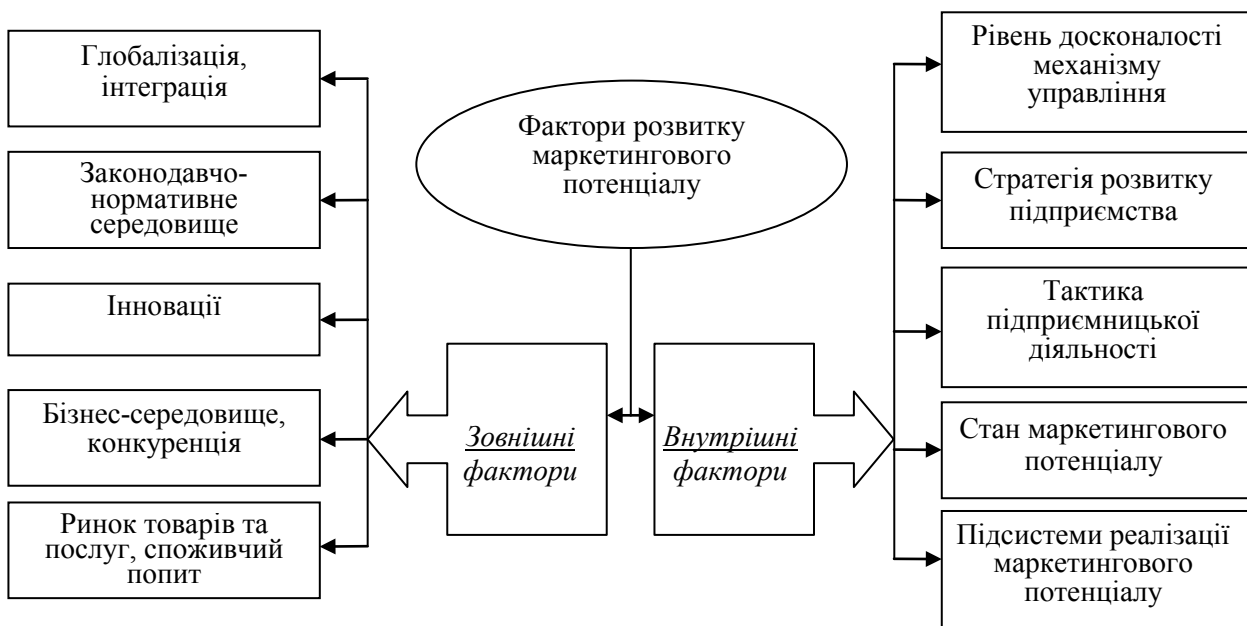 Глобалізація,
інтеграція
Законодавчо-
нормативне
середовище
Інновації
Бізнес-середовище,
конкуренція
Ринок товарів та
послуг, споживчий
попит
Фактори розвитку
маркетингового
потенціалу
Зовнішні
фактори
Внутрішні
фактори
Рівень досконалості
механізму
управління
Стратегія розвитку
підприємства
Тактика
підприємницької
діяльності
Стан маркетингового
потенціалу
Підсистеми реалізації
маркетингового
потенціалу